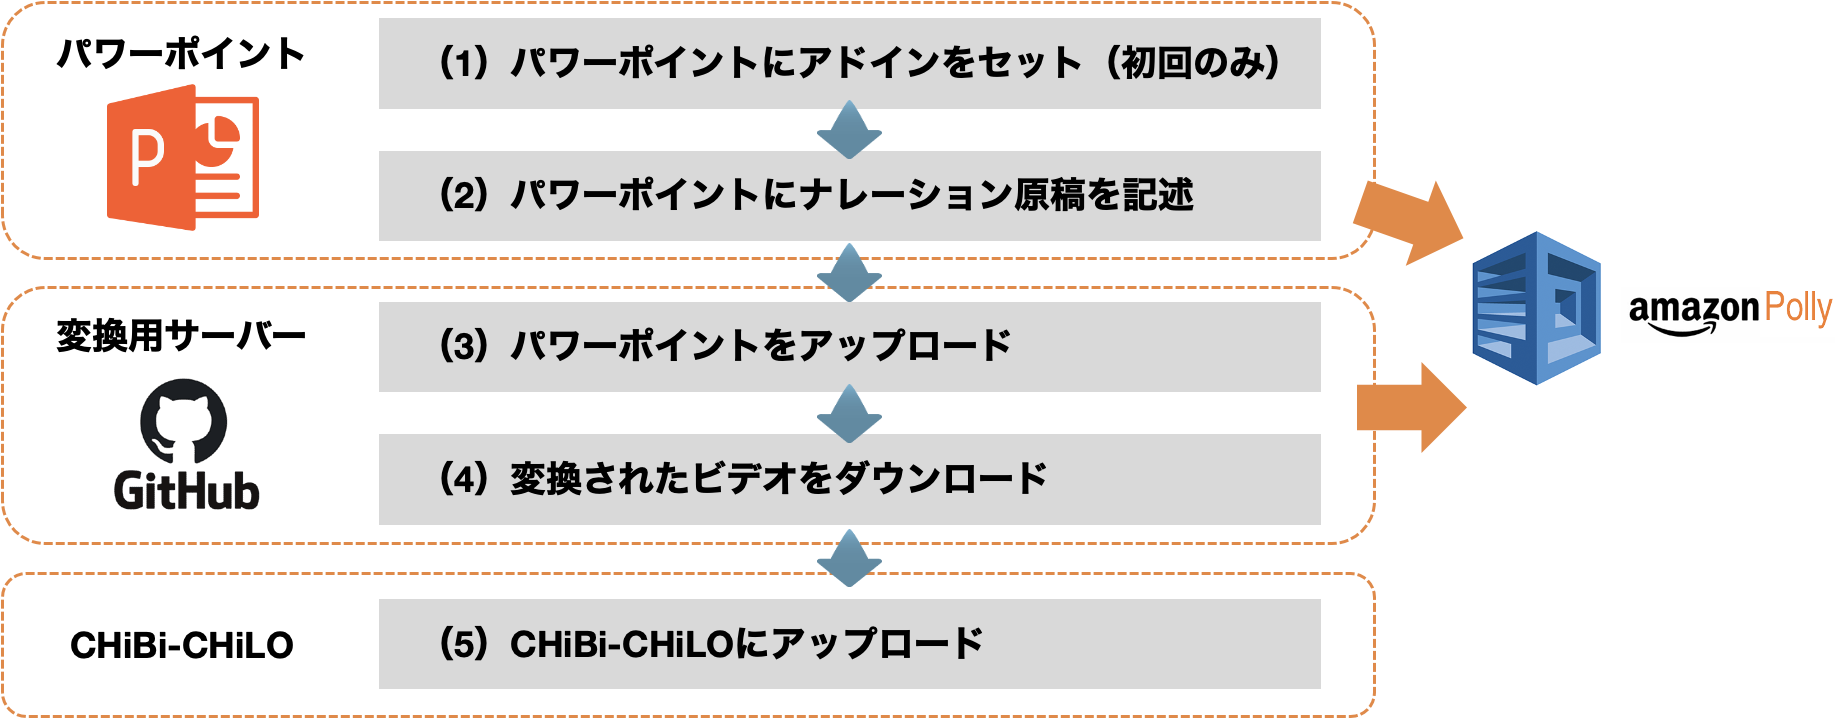 パワーポイント
P
(1) パワーポイントにアドインをセット（初回のみ）
(2) パワーポイントにナレーション原稿を記述
変換用サーバー
GitHub
(3) パワーポイントをアップロード
(4) 変換されたビデオをダウンロード
amazon Polly
CHiBi-CHiLO
(5) CHiBi-CHiLOにアップロード